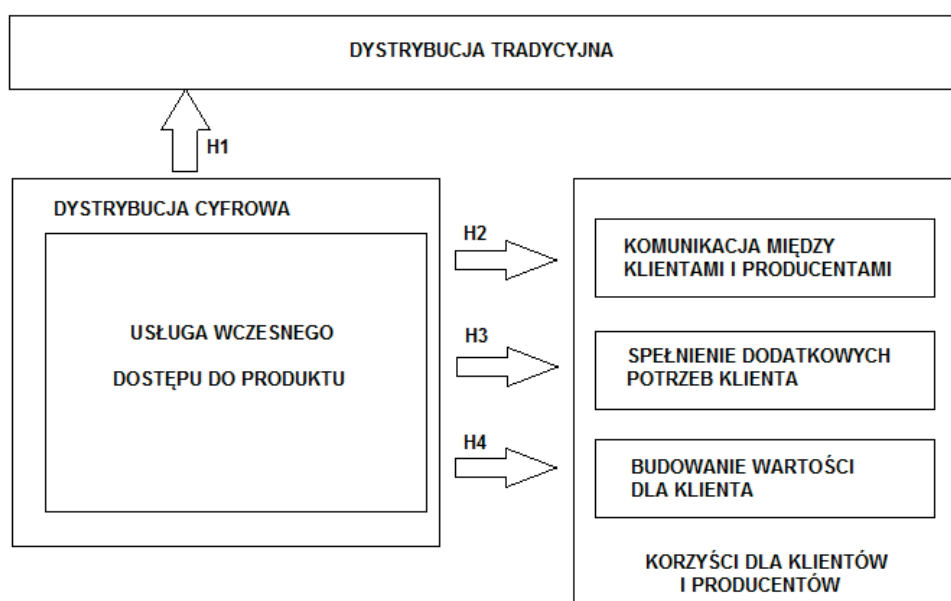 DYSTRYBUCJA TRADYCYJNA
H1
DYSTRYBUCJA CYFROWA
USŁUGA WCZESNEGO
DOSTĘPU DO PRODUKTU
H2
H3
H4
KOMUNIKACJA MIĘDZY
KLIENTAMI I PRODUCENTAMI
SPEŁNIENIE DODATKOWYCH
POTRZEB KLIENTA
BUDOWANIE WARTOŚCI
DLA KLIENTA
KORZYŚCI DLA KLIENTÓW
I PRODUCENTÓW